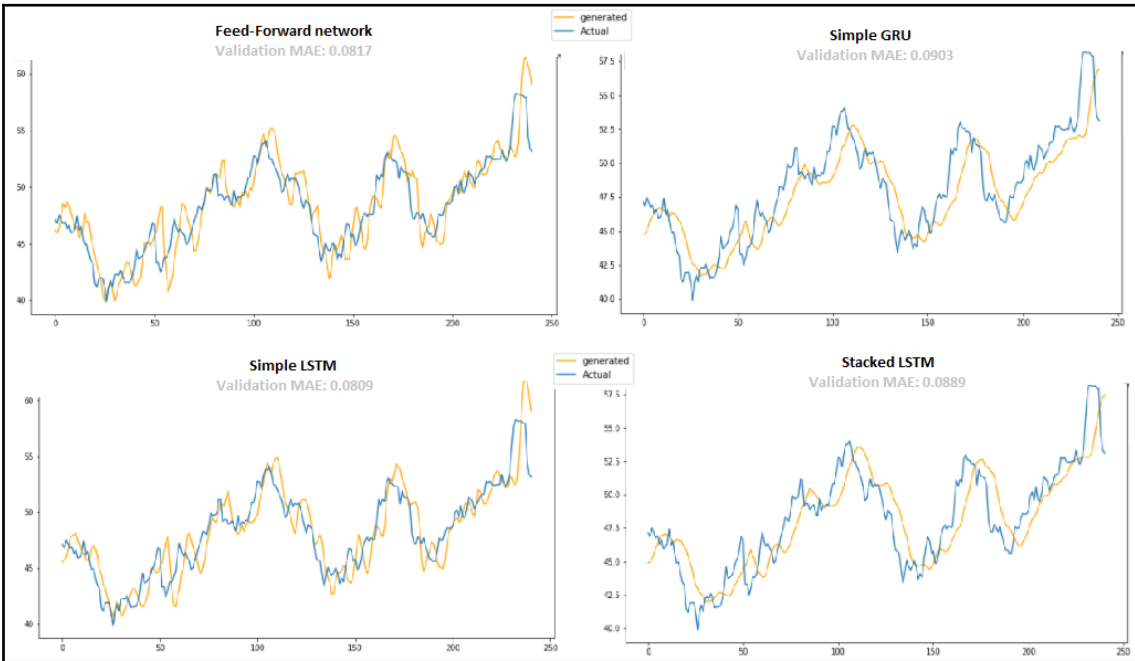 Feed-Forward network
Validation MAE: 0.0817
generated
Actual
Simple GRU
Validation MAE: 0.0903
60
55
50
45
40
0 50 100 150 200 250
57.5
55.0
52.5
50.0
47.5
45.0
42.5
40.0
0 50 100 150 200 250
Simple LSTM
Validation MAE: 0.0809
generated
Actual
Stacked LSTM
Validation MAE: 0.0889
60
55
50
45
40
0 50 100 150 200 250
57.5
55.0
52.5
50.0
47.5
45.0
42.5
40.0
0 50 100 150 200 250